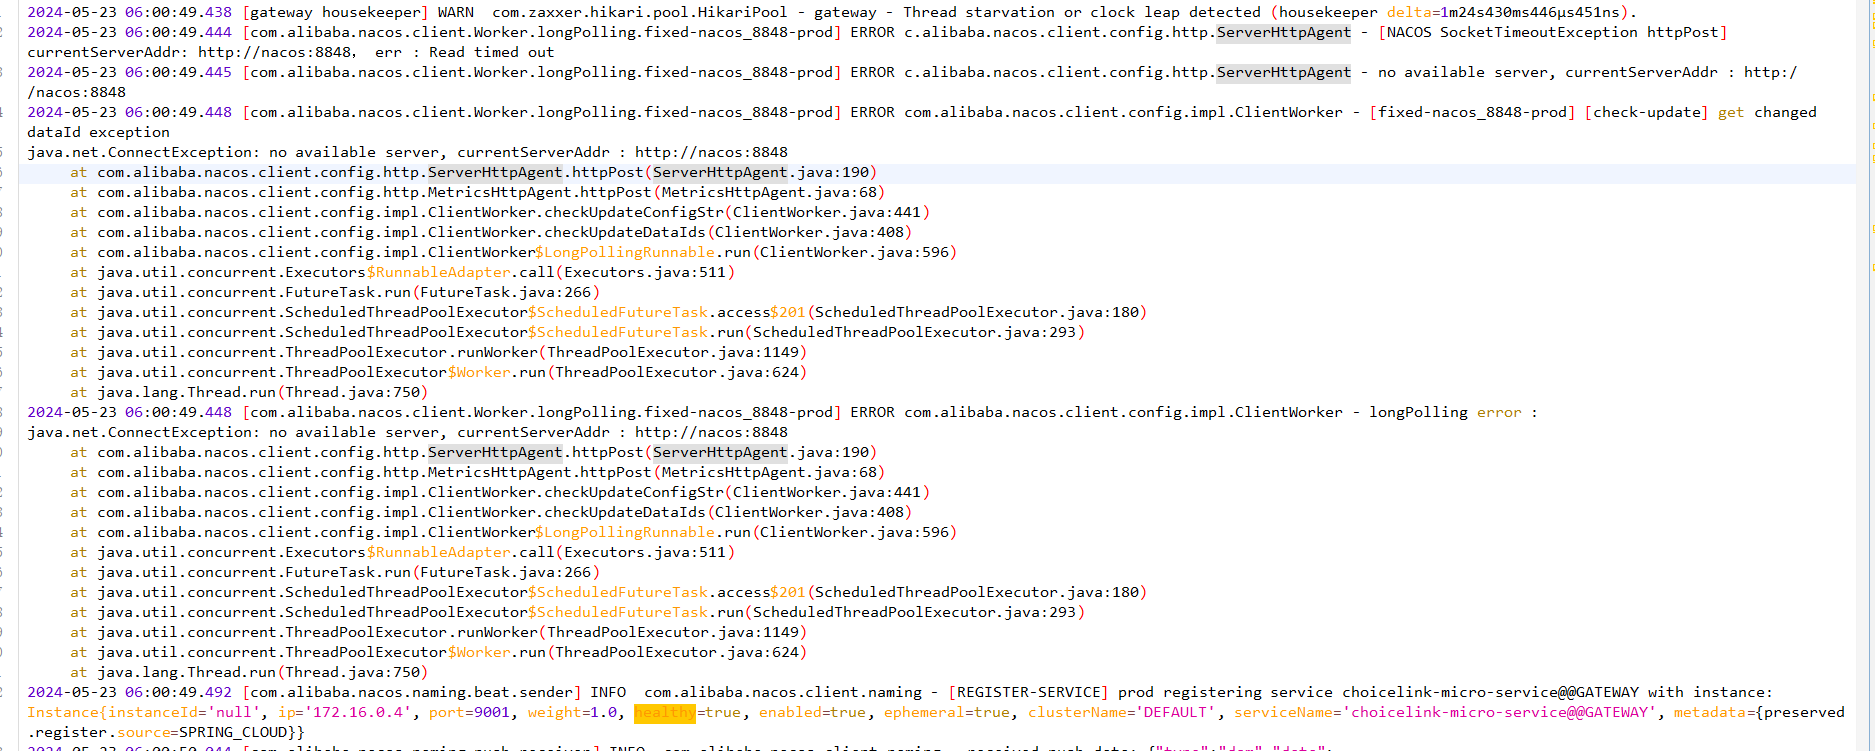 2024-05-23 06:00:49.438 [gateway housekeeper] WARN  com.zaxxer.hikari.pool.HikariPool - gateway - Thread starvation or clock leap detected (housekeeper delta=1m24s430ms446µs451ns).
2024-05-23 06:00:49.444 [com.alibaba.nacos.client.Worker.longPolling.fixed-nacos_8848-prod] ERROR c.alibaba.nacos.client.config.http.ServerHttpAgent - [NACOS SocketTimeoutException httpPost]
currentServerAddr: http://nacos:8848， err : Read timed out
2024-05-23 06:00:49.445 [com.alibaba.nacos.client.Worker.longPolling.fixed-nacos_8848-prod] ERROR c.alibaba.nacos.client.config.http.ServerHttpAgent - no available server, currentServerAddr : http:/
/nacos:8848
2024-05-23 06:00:49.448 [com.alibaba.nacos.client.Worker.longPolling.fixed-nacos_8848-prod] ERROR com.alibaba.nacos.client.config.impl.ClientWorker - [fixed-nacos_8848-prod] [check-update] get changed
dataId exception
java.net.ConnectException: no available server, currentServerAddr : http://nacos:8848
at com.alibaba.nacos.client.config.http.ServerHttpAgent.httpPost(ServerHttpAgent.java:190)
at com.alibaba.nacos.client.config.http.MetricsHttpAgent.httpPost(MetricsHttpAgent.java:68)
at com.alibaba.nacos.client.config.impl.ClientWorker.checkUpdateConfigStr(ClientWorker.java:441)
at com.alibaba.nacos.client.config.impl.ClientWorker.checkUpdateDataIds(ClientWorker.java:408)
at com.alibaba.nacos.client.config.impl.ClientWorker$LongPollingRunnable.run(ClientWorker.java:596)
at java.util.concurrent.Executors$RunnableAdapter.call(Executors.java:511)
at java.util.concurrent.FutureTask.run(FutureTask.java:266)
at java.util.concurrent.ScheduledThreadPoolExecutor$ScheduledFutureTask.access$201(ScheduledThreadPoolExecutor.java:180)
at java.util.concurrent.ScheduledThreadPoolExecutor$ScheduledFutureTask.run(ScheduledThreadPoolExecutor.java:293)
at java.util.concurrent.ThreadPoolExecutor.runWorker(ThreadPoolExecutor.java:1149)
at java.util.concurrent.ThreadPoolExecutor$Worker.run(ThreadPoolExecutor.java:624)
at java.lang.Thread.run(Thread.java:750)
2024-05-23 06:00:49.448 [com.alibaba.nacos.client.Worker.longPolling.fixed-nacos_8848-prod] ERROR com.alibaba.nacos.client.config.impl.ClientWorker - longPolling error :
java.net.ConnectException: no available server, currentServerAddr : http://nacos:8848
at com.alibaba.nacos.client.config.http.ServerHttpAgent.httpPost(ServerHttpAgent.java:190)
at com.alibaba.nacos.client.config.http.MetricsHttpAgent.httpPost(MetricsHttpAgent.java:68)
at com.alibaba.nacos.client.config.impl.ClientWorker.checkUpdateConfigStr(ClientWorker.java:441)
at com.alibaba.nacos.client.config.impl.ClientWorker.checkUpdateDataIds(ClientWorker.java:408)
at com.alibaba.nacos.client.config.impl.ClientWorker$LongPollingRunnable.run(ClientWorker.java:596)
at java.util.concurrent.Executors$RunnableAdapter.call(Executors.java:511)
at java.util.concurrent.FutureTask.run(FutureTask.java:266)
at java.util.concurrent.ScheduledThreadPoolExecutor$ScheduledFutureTask.access$201(ScheduledThreadPoolExecutor.java:180)
at java.util.concurrent.ScheduledThreadPoolExecutor$ScheduledFutureTask.run(ScheduledThreadPoolExecutor.java:293)
at java.util.concurrent.ThreadPoolExecutor.runWorker(ThreadPoolExecutor.java:1149)
at java.util.concurrent.ThreadPoolExecutor$Worker.run(ThreadPoolExecutor.java:624)
at java.lang.Thread.run(Thread.java:750)
2024-05-23 06:00:49.492 [com.alibaba.nacos.naming.beat.sender] INFO  com.alibaba.nacos.client.naming - [REGISTER-SERVICE] prod registering service choicelink-micro-service@@GATEWAY with instance:
Instance{instanceId='null', ip='172.16.0.4', port=9001, weight=1.0, healthy=true, enabled=true, ephemeral=true, clusterName='DEFAULT', serviceName='choicelink-micro-service@@GATEWAY', metadata={preserved
.register.source=SPRING_CLOUD}}